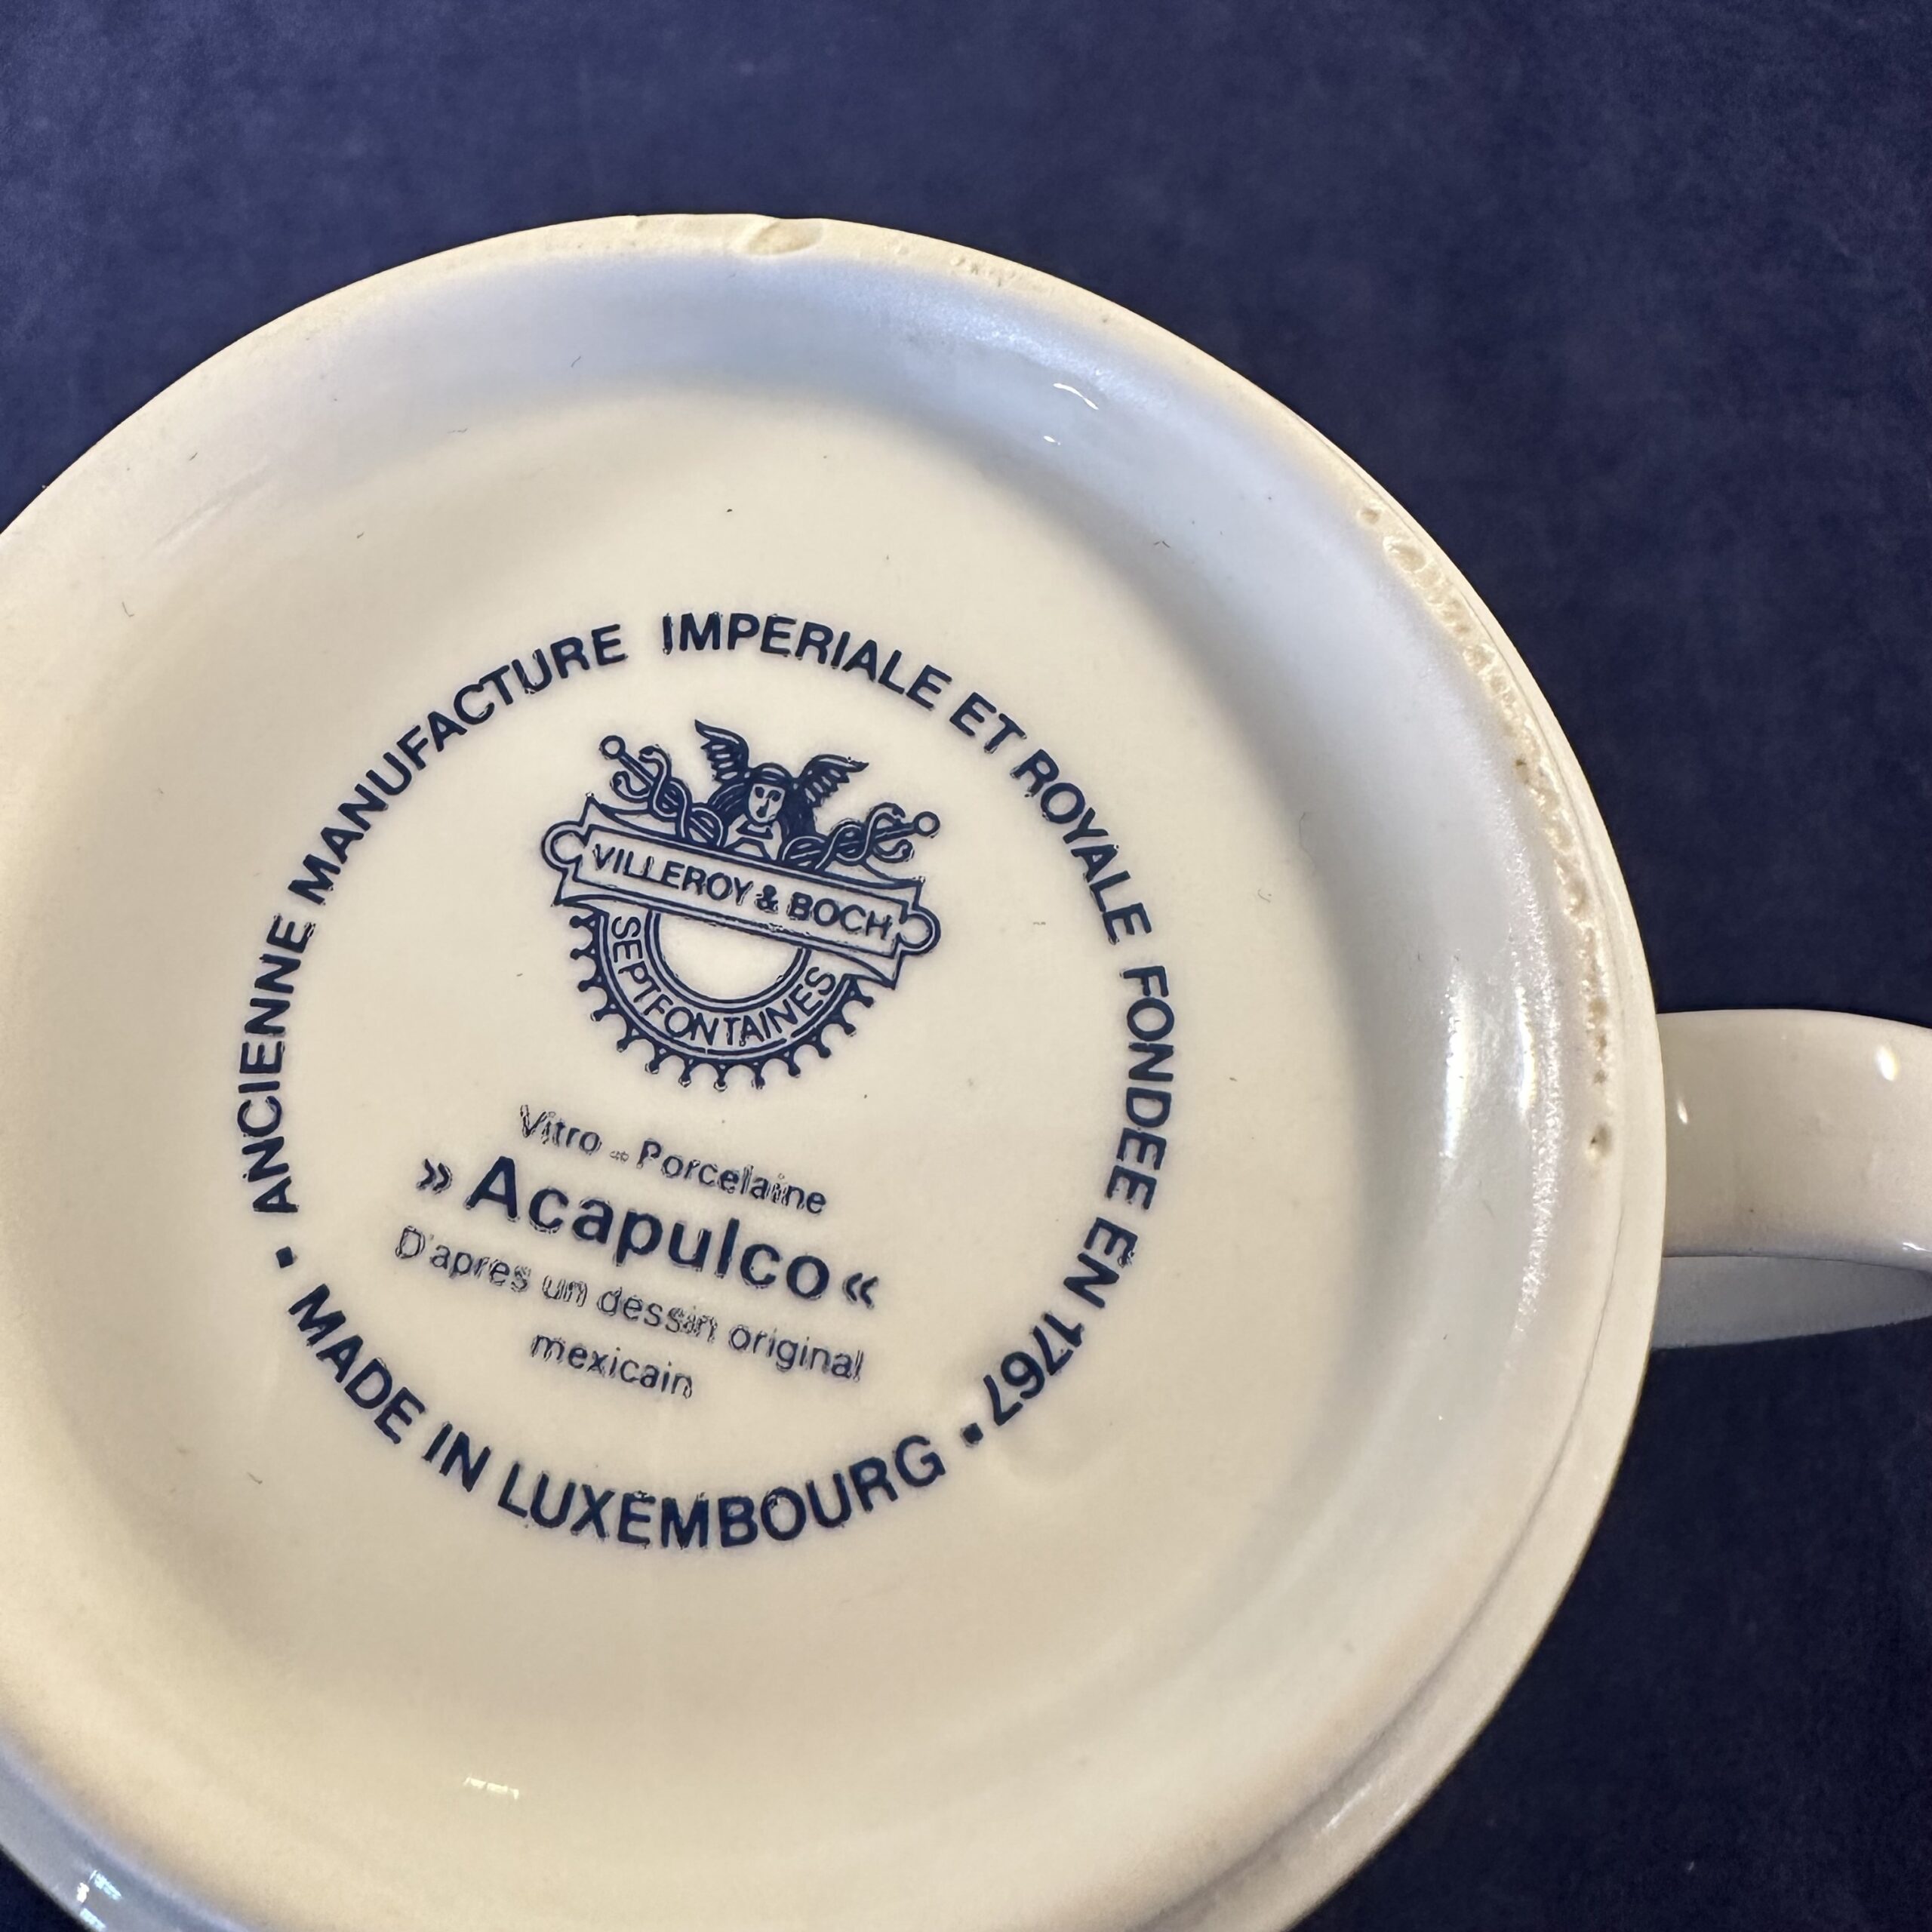 • ANCIENNE MANUFACTURE IMPERIALE ET ROYALE FONDEE EN 1767 •
VILLEROY & BOCH
SEPTFONTAINES
Vitro-Porcelaine
»Acapulco«
D'apres un dessin original
mexicain
MADE IN LUXEMBOURG